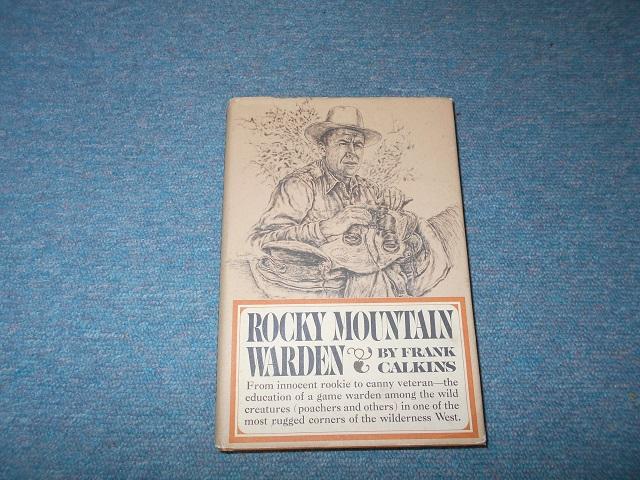 ROCKY MOUNTAIN
WARDEN BY FRANK
CALKINS
From innocent rookie to canny veteran—the
education of a game warden among the wild
creatures (poachers and others) in one of the
most rugged corners of the wilderness West.